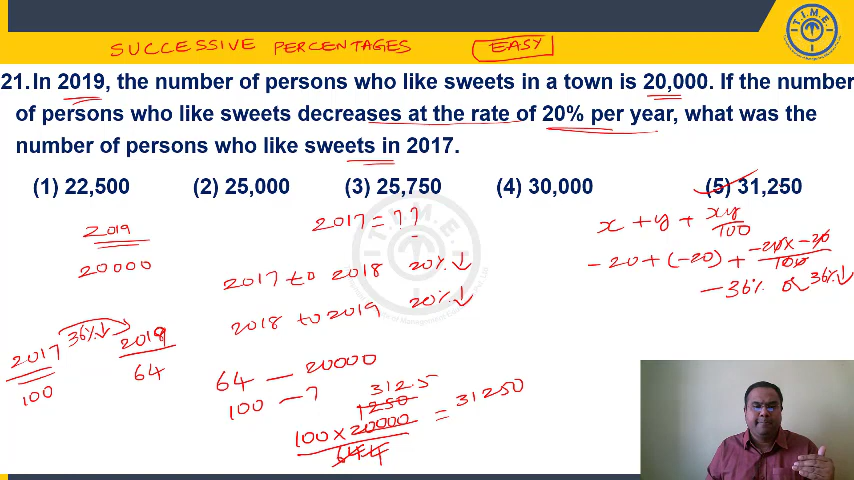 T.I.M.E.
SUCCESSIVE PERCENTAGES EASY
21. In 2019, the number of persons who like sweets in a town is 20,000. If the number
of persons who like sweets decreases at the rate of 20% per year, what was the
number of persons who like sweets in 2017.
(1) 22,500 (2) 25,000 (3) 25,750 (4) 30,000 (5) 31,250
2019
20000
2017 = ??
2017 to 2018 20% ↓
2018 to 2019 20% ↓
x + y + xy/100
-20 + (-20) + -20 x -20/100
-36% or 36% ↓
2017 36% ↓ 2019
100 64
64 — 20000
100 — ?
312.5
1250
100 x 20000 / 64 = 31250